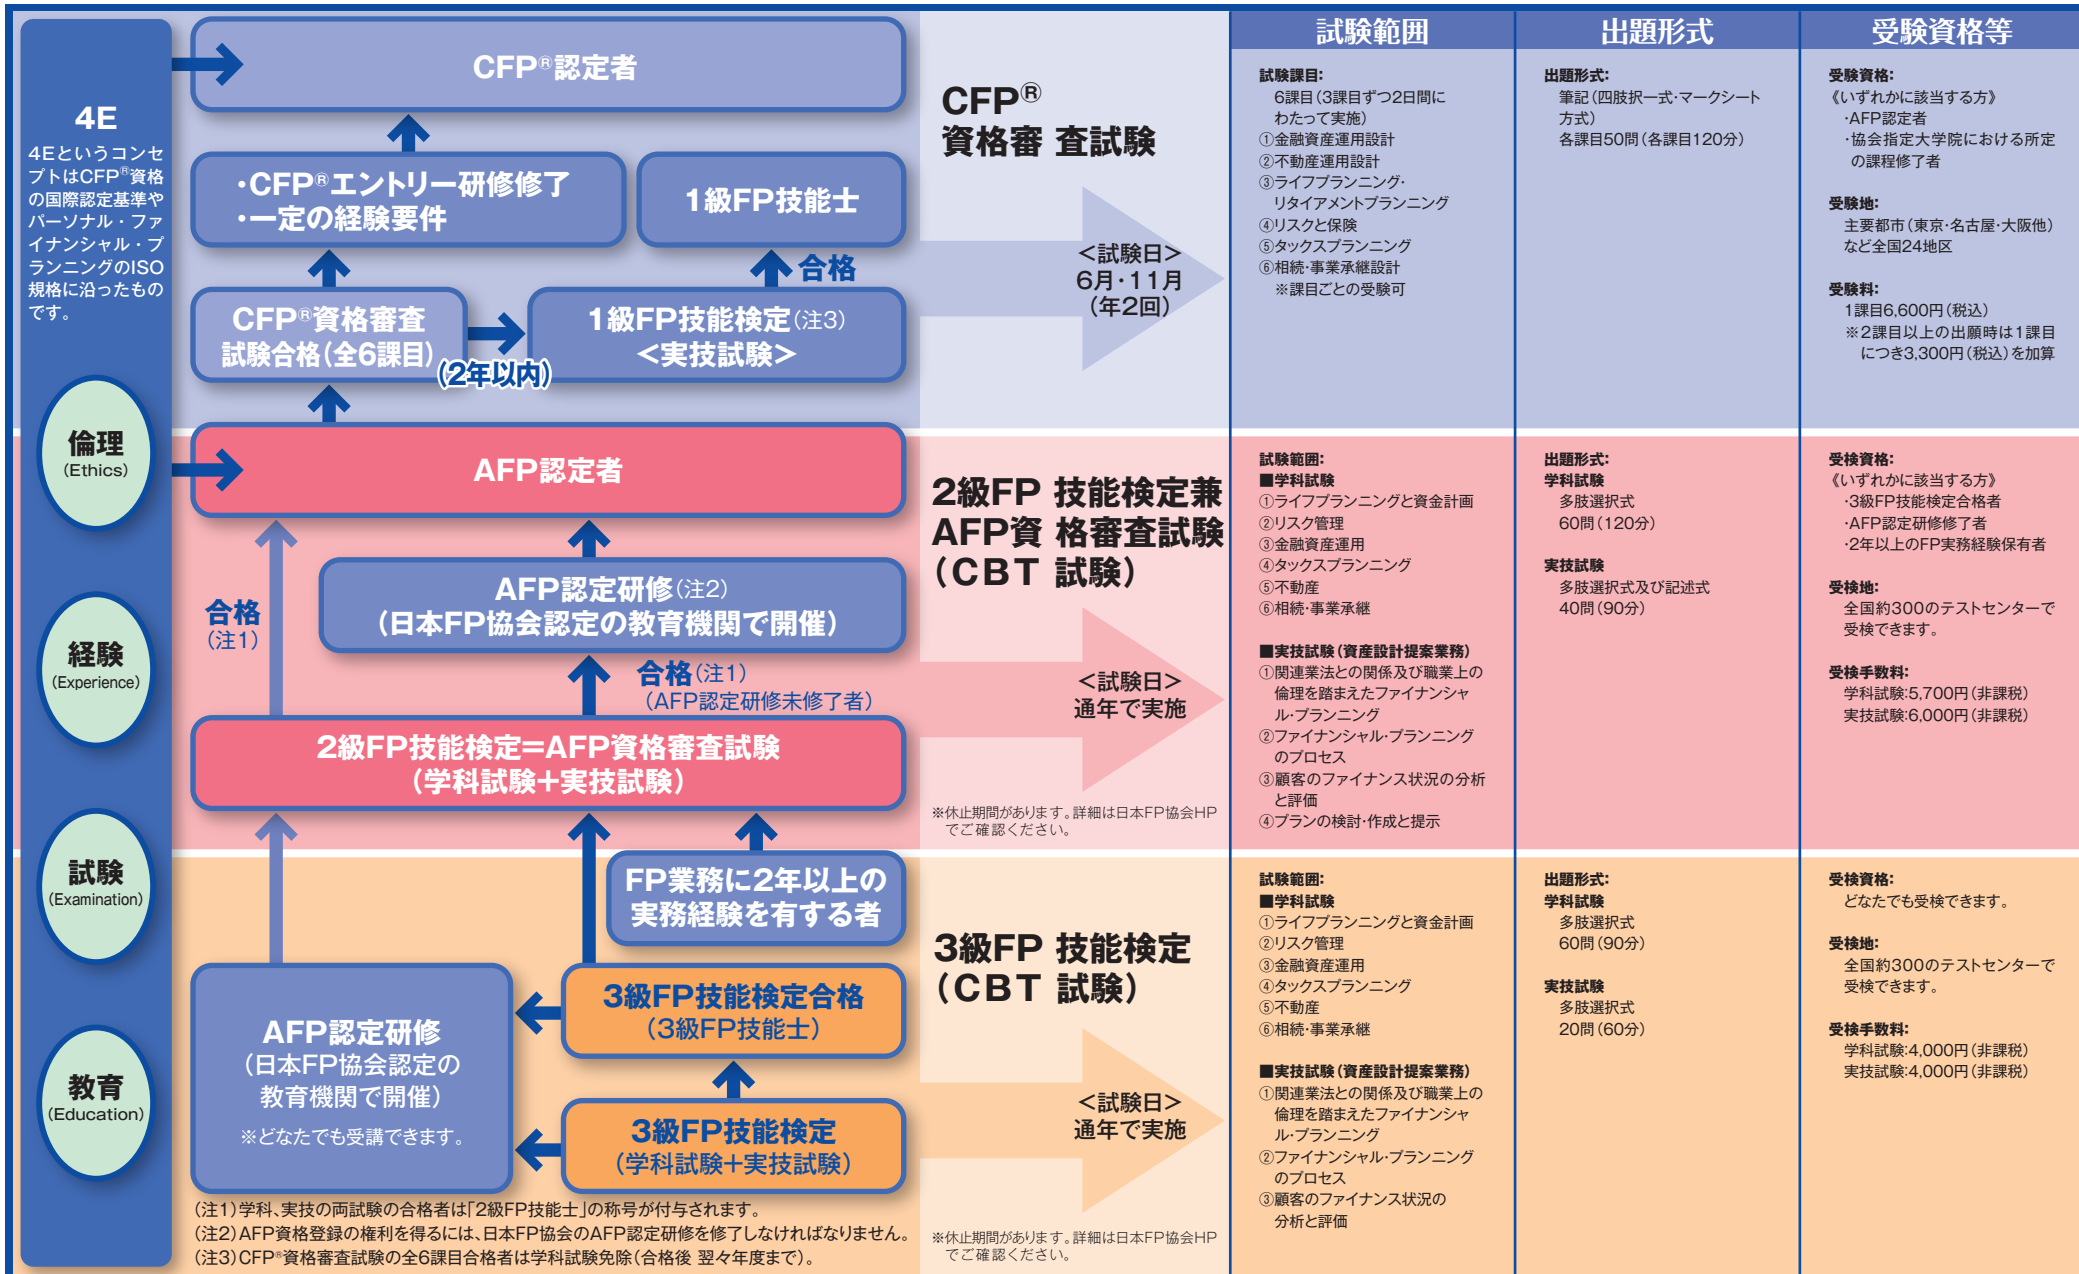 4E
4Eというコンセ
プトはCFP®資格
の国際認定基準や
パーソナル・ファ
イナンシャル・プ
ランニングのISO
規格に沿ったもの
です。
倫理
(Ethics)
経験
(Experience)
試験
(Examination)
教育
(Education)
CFP®認定者
・CFP®エントリー研修修了
・一定の経験要件
1級FP技能士
合格
CFP®資格審査
試験合格(全6課目)
(2年以内)
1級FP技能検定(注3)
<実技試験>
AFP認定者
合格
(注1)
AFP認定研修(注2)
(日本FP協会認定の教育機関で開催)
合格(注1)
(AFP認定研修未修了者)
2級FP技能検定=AFP資格審査試験
(学科試験+実技試験)
FP業務に2年以上の
実務経験を有する者
AFP認定研修
(日本FP協会認定の
教育機関で開催)
※どなたでも受講できます。
3級FP技能検定合格
(3級FP技能士)
3級FP技能検定
(学科試験+実技試験)
(注1)学科、実技の両試験の合格者は「2級FP技能士」の称号が付与されます。
(注2)AFP資格登録の権利を得るには、日本FP協会のAFP認定研修を修了しなければなりません。
(注3)CFP®資格審査試験の全6課目合格者は学科試験免除(合格後 翌々年度まで)。
CFP®
資格審 査試験
<試験日>
6月・11月
(年2回)
2級FP 技能検定兼
AFP資 格審査試験
(CBT 試験)
<試験日>
通年で実施
※休止期間があります。詳細は日本FP協会HP
でご確認ください。
3級FP 技能検定
(CBT 試験)
<試験日>
通年で実施
※休止期間があります。詳細は日本FP協会HP
でご確認ください。
試験範囲
出題形式
受験資格等
試験課目:
6課目(3課目ずつ2日間に
わたって実施)
①金融資産運用設計
②不動産運用設計
③ライフプランニング・
リタイアメントプランニング
④リスクと保険
⑤タックスプランニング
⑥相続・事業承継設計
※課目ごとの受験可
出題形式:
筆記(四肢択一式・マークシート
方式)
各課目50問(各課目120分)
受験資格:
《いずれかに該当する方》
・AFP認定者
・協会指定大学院における所定
の課程修了者
受験地:
主要都市(東京・名古屋・大阪他)
など全国24地区
受験料:
1課目6,600円(税込)
※2課目以上の出願時は1課目
につき3,300円(税込)を加算
試験範囲:
■学科試験
①ライフプランニングと資金計画
②リスク管理
③金融資産運用
④タックスプランニング
⑤不動産
⑥相続・事業承継
■実技試験(資産設計提案業務)
①関連業法との関係及び職業上の
倫理を踏まえたファイナンシャ
ル・プランニング
②ファイナンシャル・プランニング
のプロセス
③顧客のファイナンス状況の分析
と評価
④プランの検討・作成と提示
出題形式:
学科試験
多肢選択式
60問(120分)
実技試験
多肢選択式及び記述式
40問(90分)
受検資格:
《いずれかに該当する方》
・3級FP技能検定合格者
・AFP認定研修修了者
・2年以上のFP実務経験保有者
受検地:
全国約300のテストセンターで
受検できます。
受検手数料:
学科試験:5,700円(非課税)
実技試験:6,000円(非課税)
試験範囲:
■学科試験
①ライフプランニングと資金計画
②リスク管理
③金融資産運用
④タックスプランニング
⑤不動産
⑥相続・事業承継
■実技試験(資産設計提案業務)
①関連業法との関係及び職業上の
倫理を踏まえたファイナンシャ
ル・プランニング
②ファイナンシャル・プランニング
のプロセス
③顧客のファイナンス状況の
分析と評価
出題形式:
学科試験
多肢選択式
60問(90分)
実技試験
多肢選択式
20問(60分)
受検資格:
どなたでも受検できます。
受検地:
全国約300のテストセンターで
受検できます。
受検手数料:
学科試験:4,000円(非課税)
実技試験:4,000円(非課税)